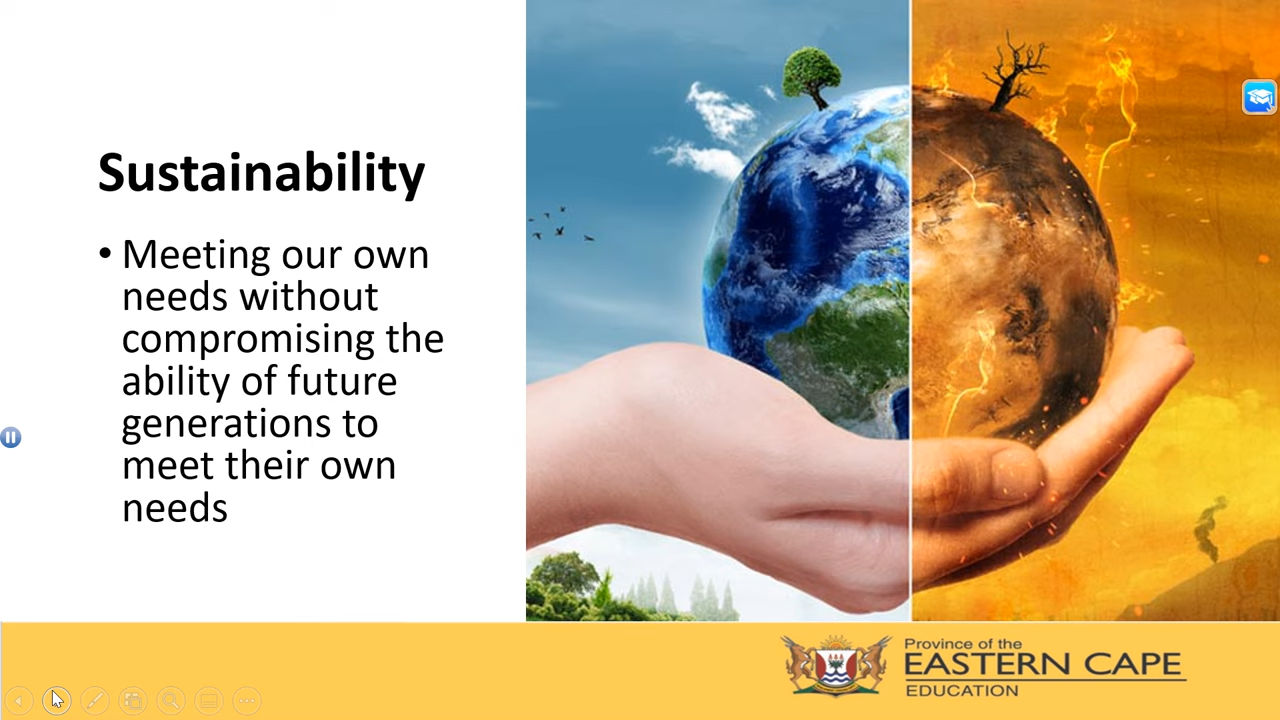 Sustainability
• Meeting our own
needs without
compromising the
ability of future
generations to
meet their own
needs
Province of the
EASTERN CAPE
EDUCATION